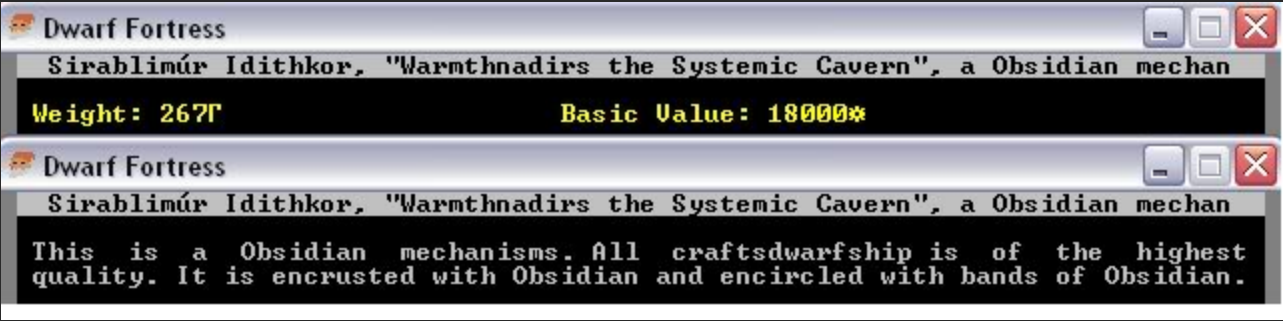 Dwarf Fortress
Sirablimúr Idithkor, "Warmthnadirs the Systemic Cavern", a Obsidian mechan
Weight: 267Γ Basic Value: 18000☼
Dwarf Fortress
Sirablimúr Idithkor, "Warmthnadirs the Systemic Cavern", a Obsidian mechan
This is a Obsidian mechanisms. All craftsdwarfship is of the highest
quality. It is encrusted with Obsidian and encircled with bands of Obsidian.